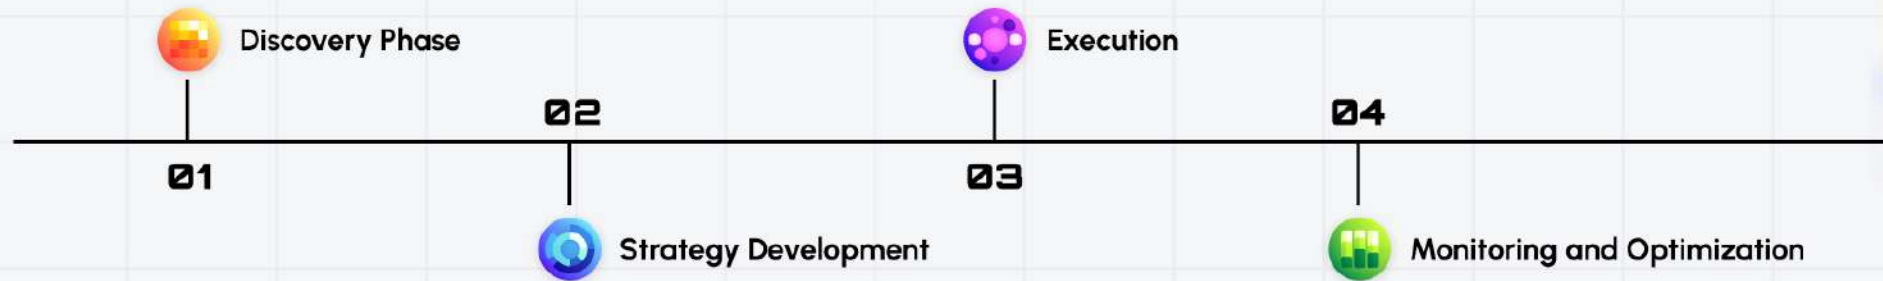 Discovery Phase
Execution
02
04
01
03
Strategy Development
Monitoring and Optimization